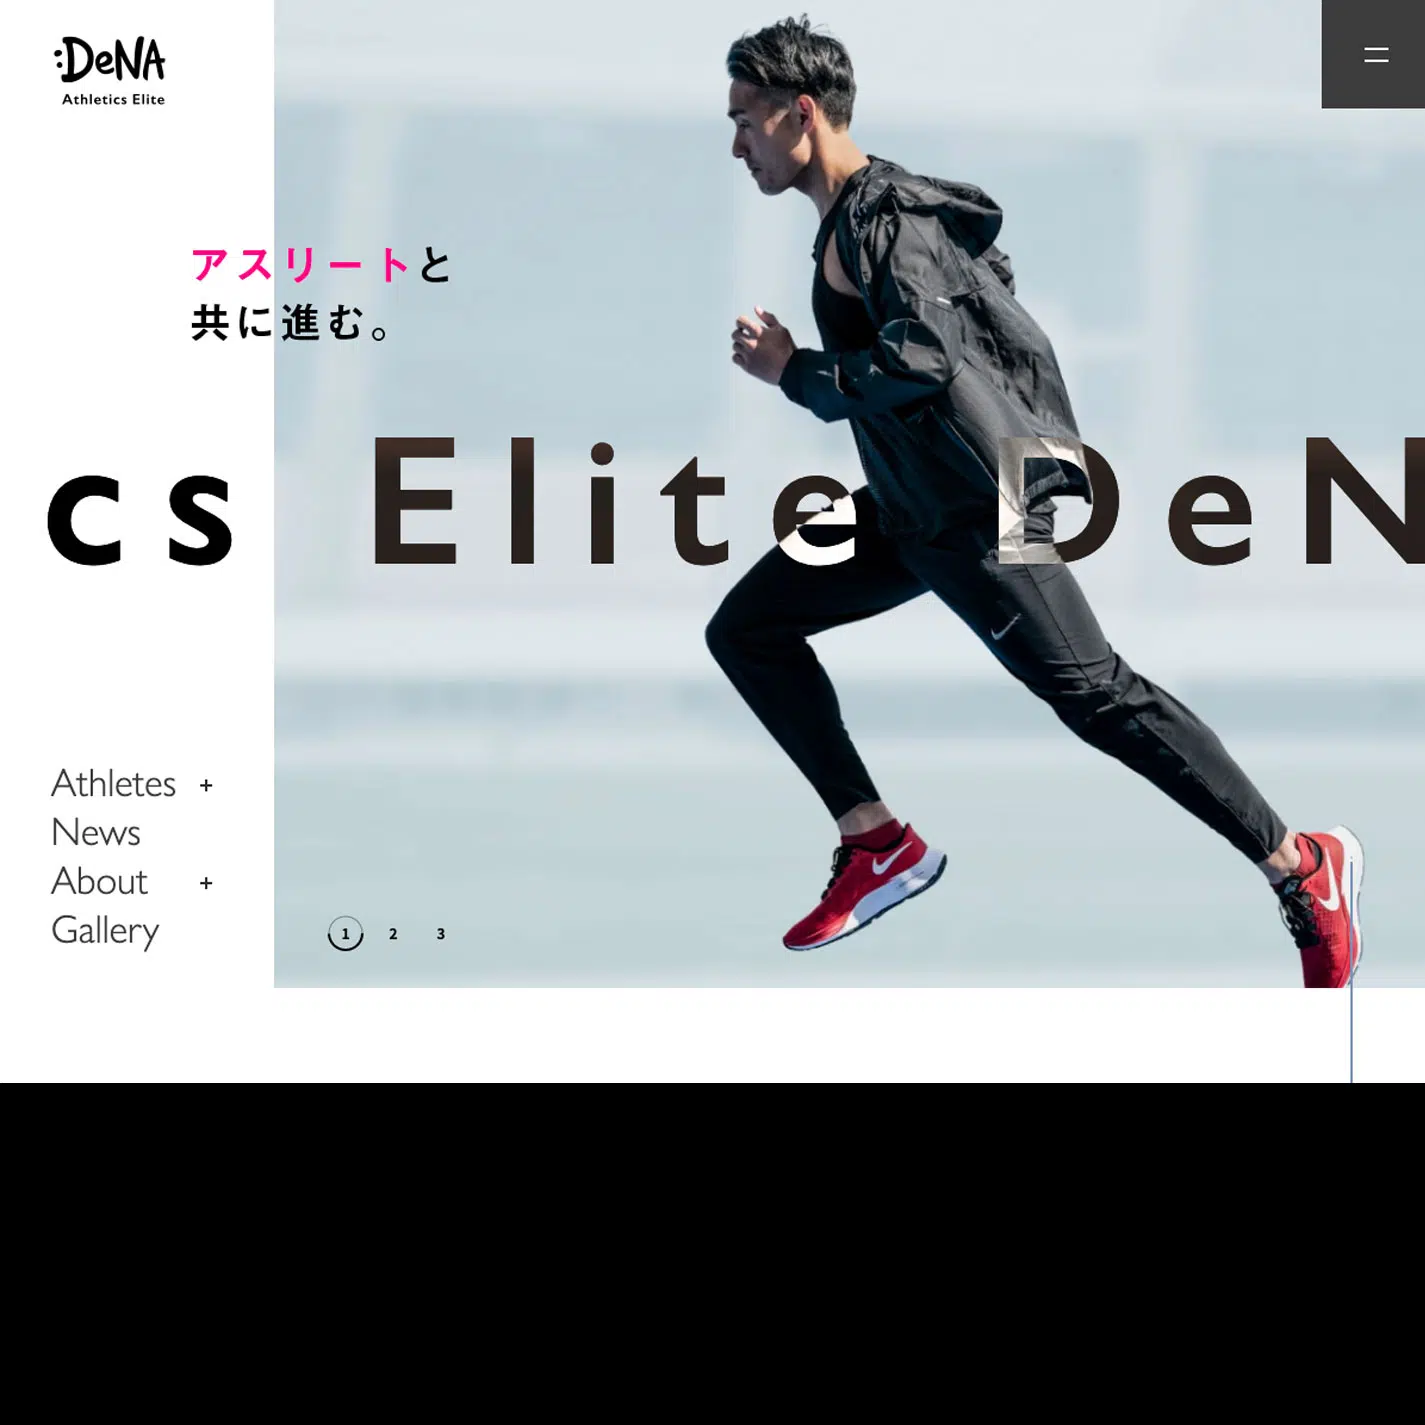 :DeNA
Athletics Elite
アスリートと
共に進む。
cs Elite DeN
Athletes +
News
About +
Gallery
1 2 3